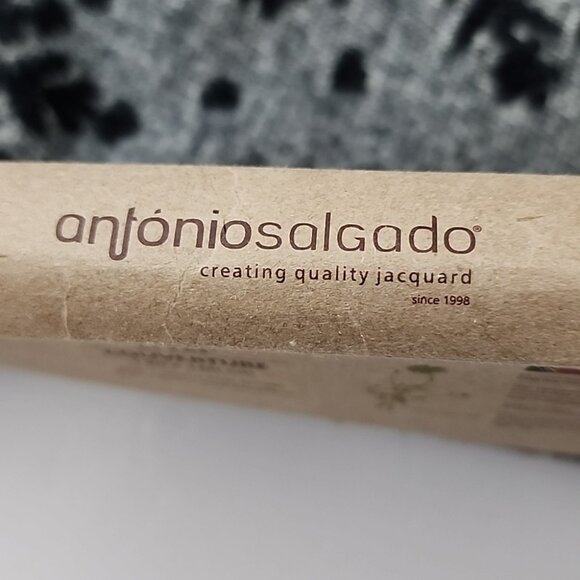 antóniosalgado®
creating quality jacquard
since 1998